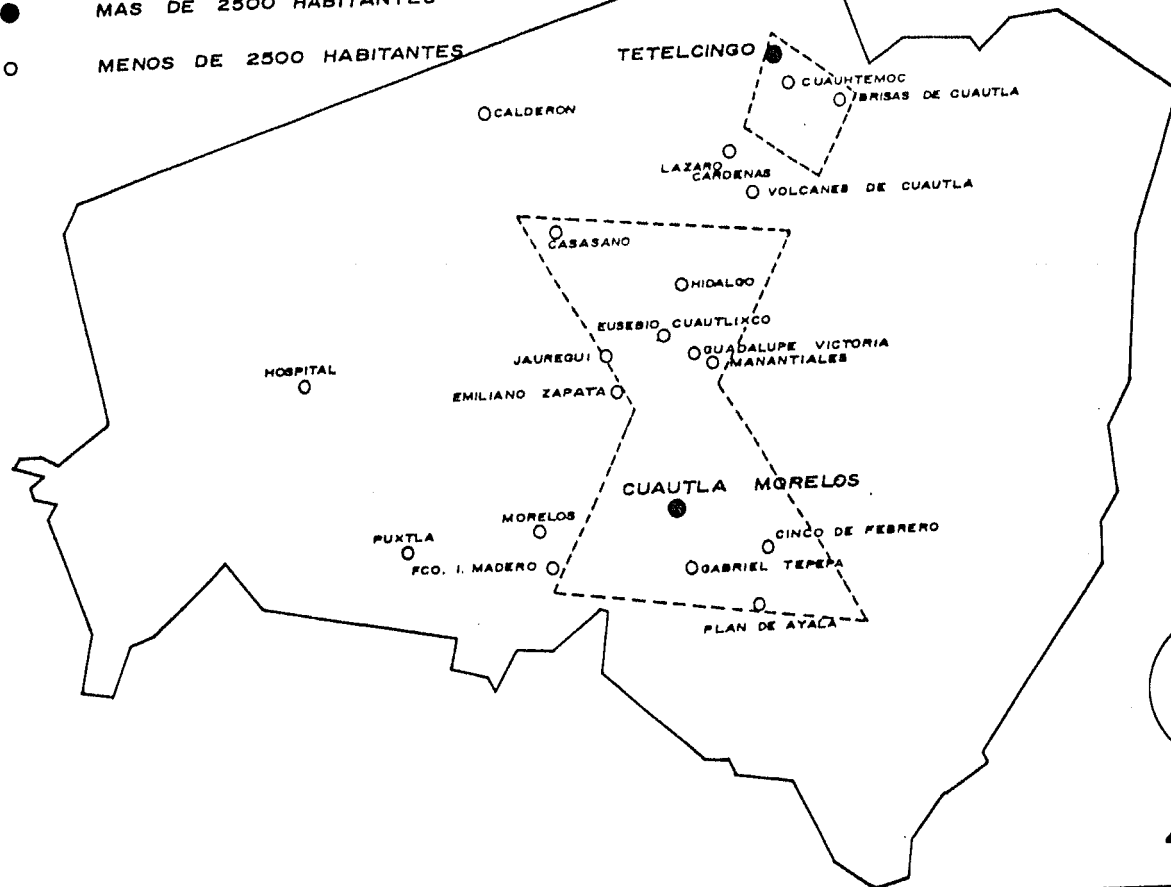 MAS DE 2500 HABITANTES
MENOS DE 2500 HABITANTES
TETELCINGO
CUAUHTEMOC
BRISAS DE CUAUTLA
CALDERON
LAZARO
CARDENAS
VOLCANES DE CUAUTLA
CASASANO
HIDALGO
EUSEBIO
CUAUTLIXCO
JAUREGUI
GUADALUPE VICTORIA
MANANTIALES
HOSPITAL
EMILIANO ZAPATA
CUAUTLA MORELOS
MORELOS
CINCO DE FEBRERO
PUXTLA
FCO. I. MADERO
GABRIEL TEPEPA
PLAN DE AYALA